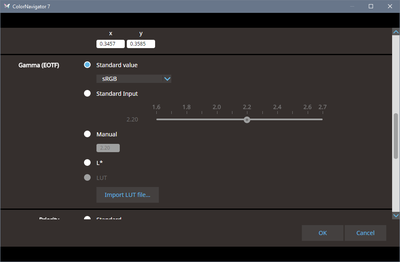 ColorNavigator 7
x y
0.3457 0.3585
Gamma (EOTF) Standard value
sRGB
Standard Input
1.6 1.8 2.0 2.2 2.4 2.6 2.7
2.20
Manual
2.20
L*
LUT
Import LUT file...
Priority Standard
OK Cancel